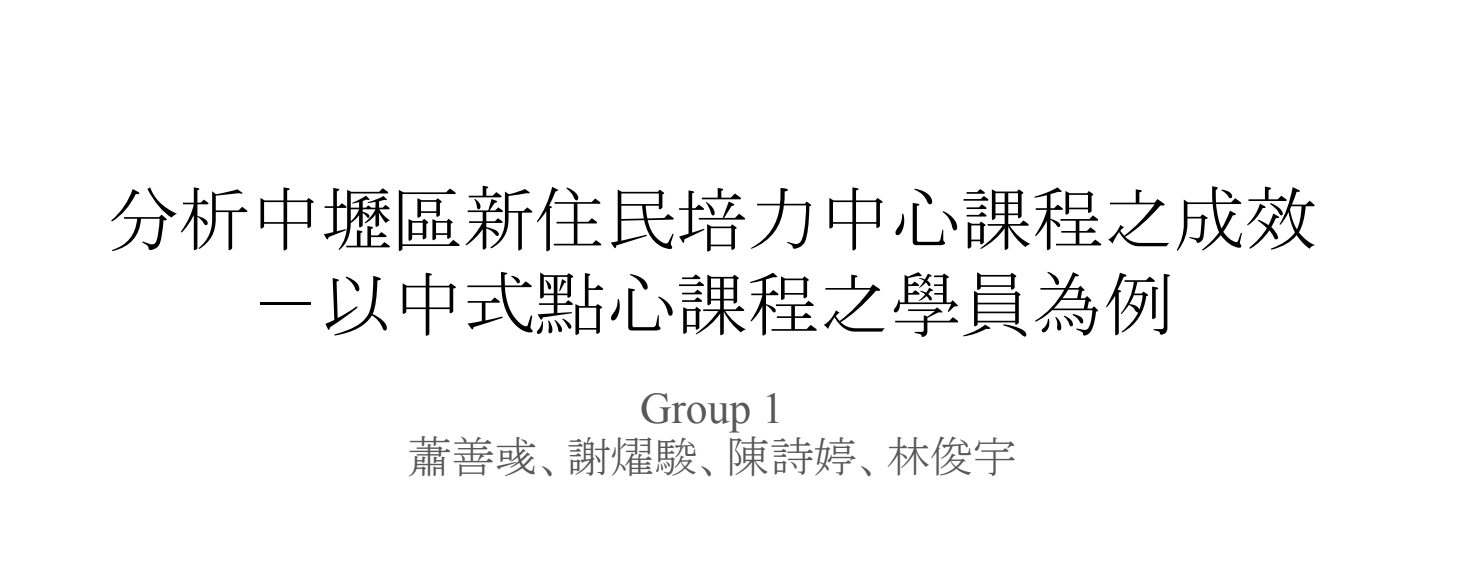 分析中壢區新住民培力中心課程之成效
－以中式點心課程之學員為例
Group 1
蕭善彧、謝燿駿、陳詩婷、林俊宇